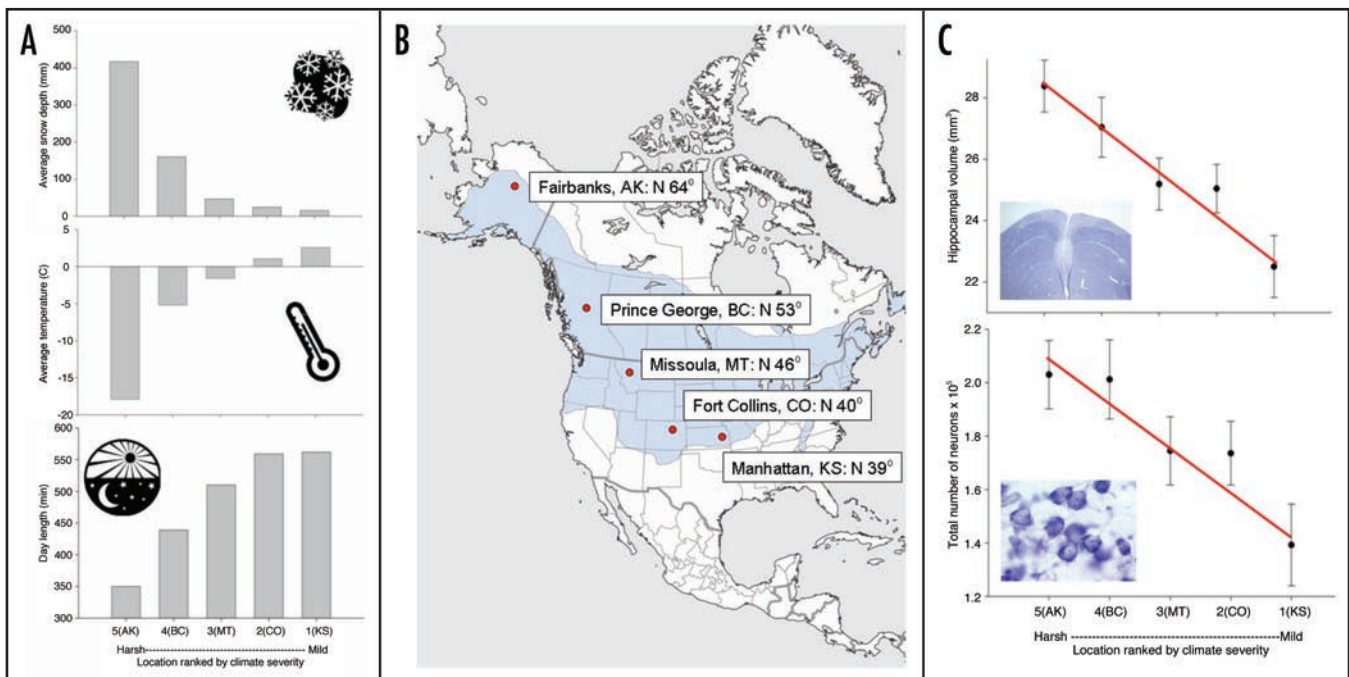 A
Average snow depth (mm)
500
400
300
200
100
0
Average temperature (C)
5
0
-5
-10
-15
-20
Day length (min)
600
550
500
450
400
350
300
5(AK) 4(BC) 3(MT) 2(CO) 1(KS)
Harsh------------------------------------ Mild
Location ranked by climate severity
B
Fairbanks, AK: N 64°
Prince George, BC: N 53°
Missoula, MT: N 46°
Fort Collins, CO: N 40°
Manhattan, KS: N 39°
C
Hippocampal volume (mm³)
28
26
24
22
Total number of neurons x 10⁵
2.2
2.0
1.8
1.6
1.4
1.2
5(AK) 4(BC) 3(MT) 2(CO) 1(KS)
Harsh ------------------------------------Mild
Location ranked by climate severity